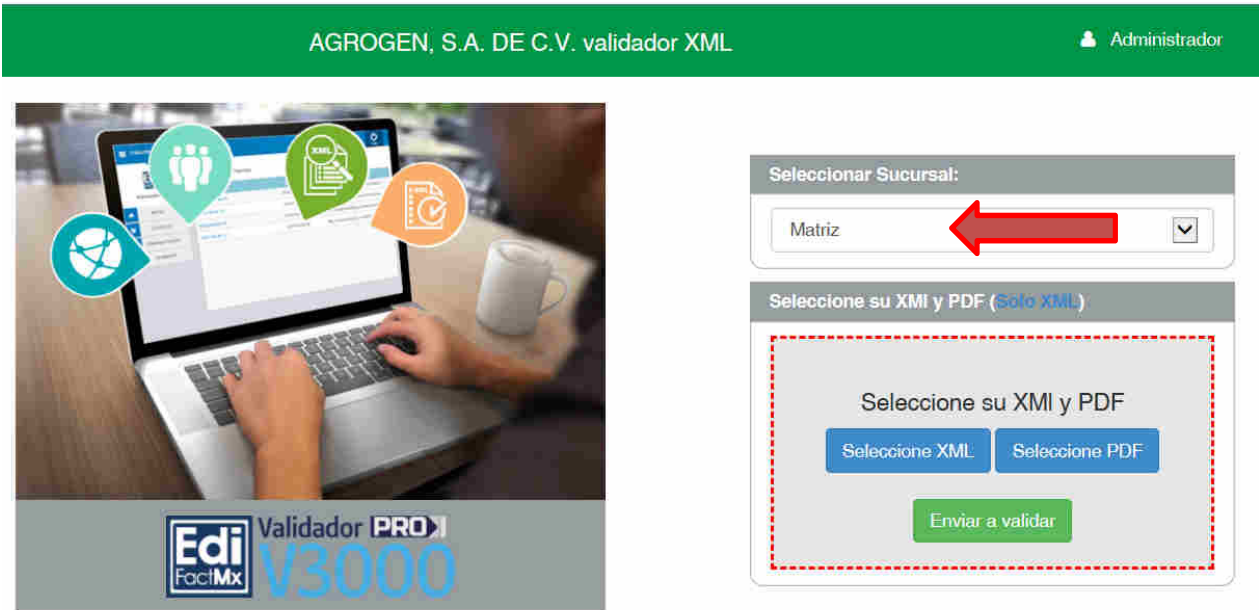 AGROGEN, S.A. DE C.V. validador XML
Administrador
XML
Seleccionar Sucursal:
Matriz
Seleccione su XMl y PDF (Solo XML)
Seleccione su XMl y PDF
Seleccione XML Seleccione PDF
Enviar a validar
Edi
FactMx
Validador PRO
V3000